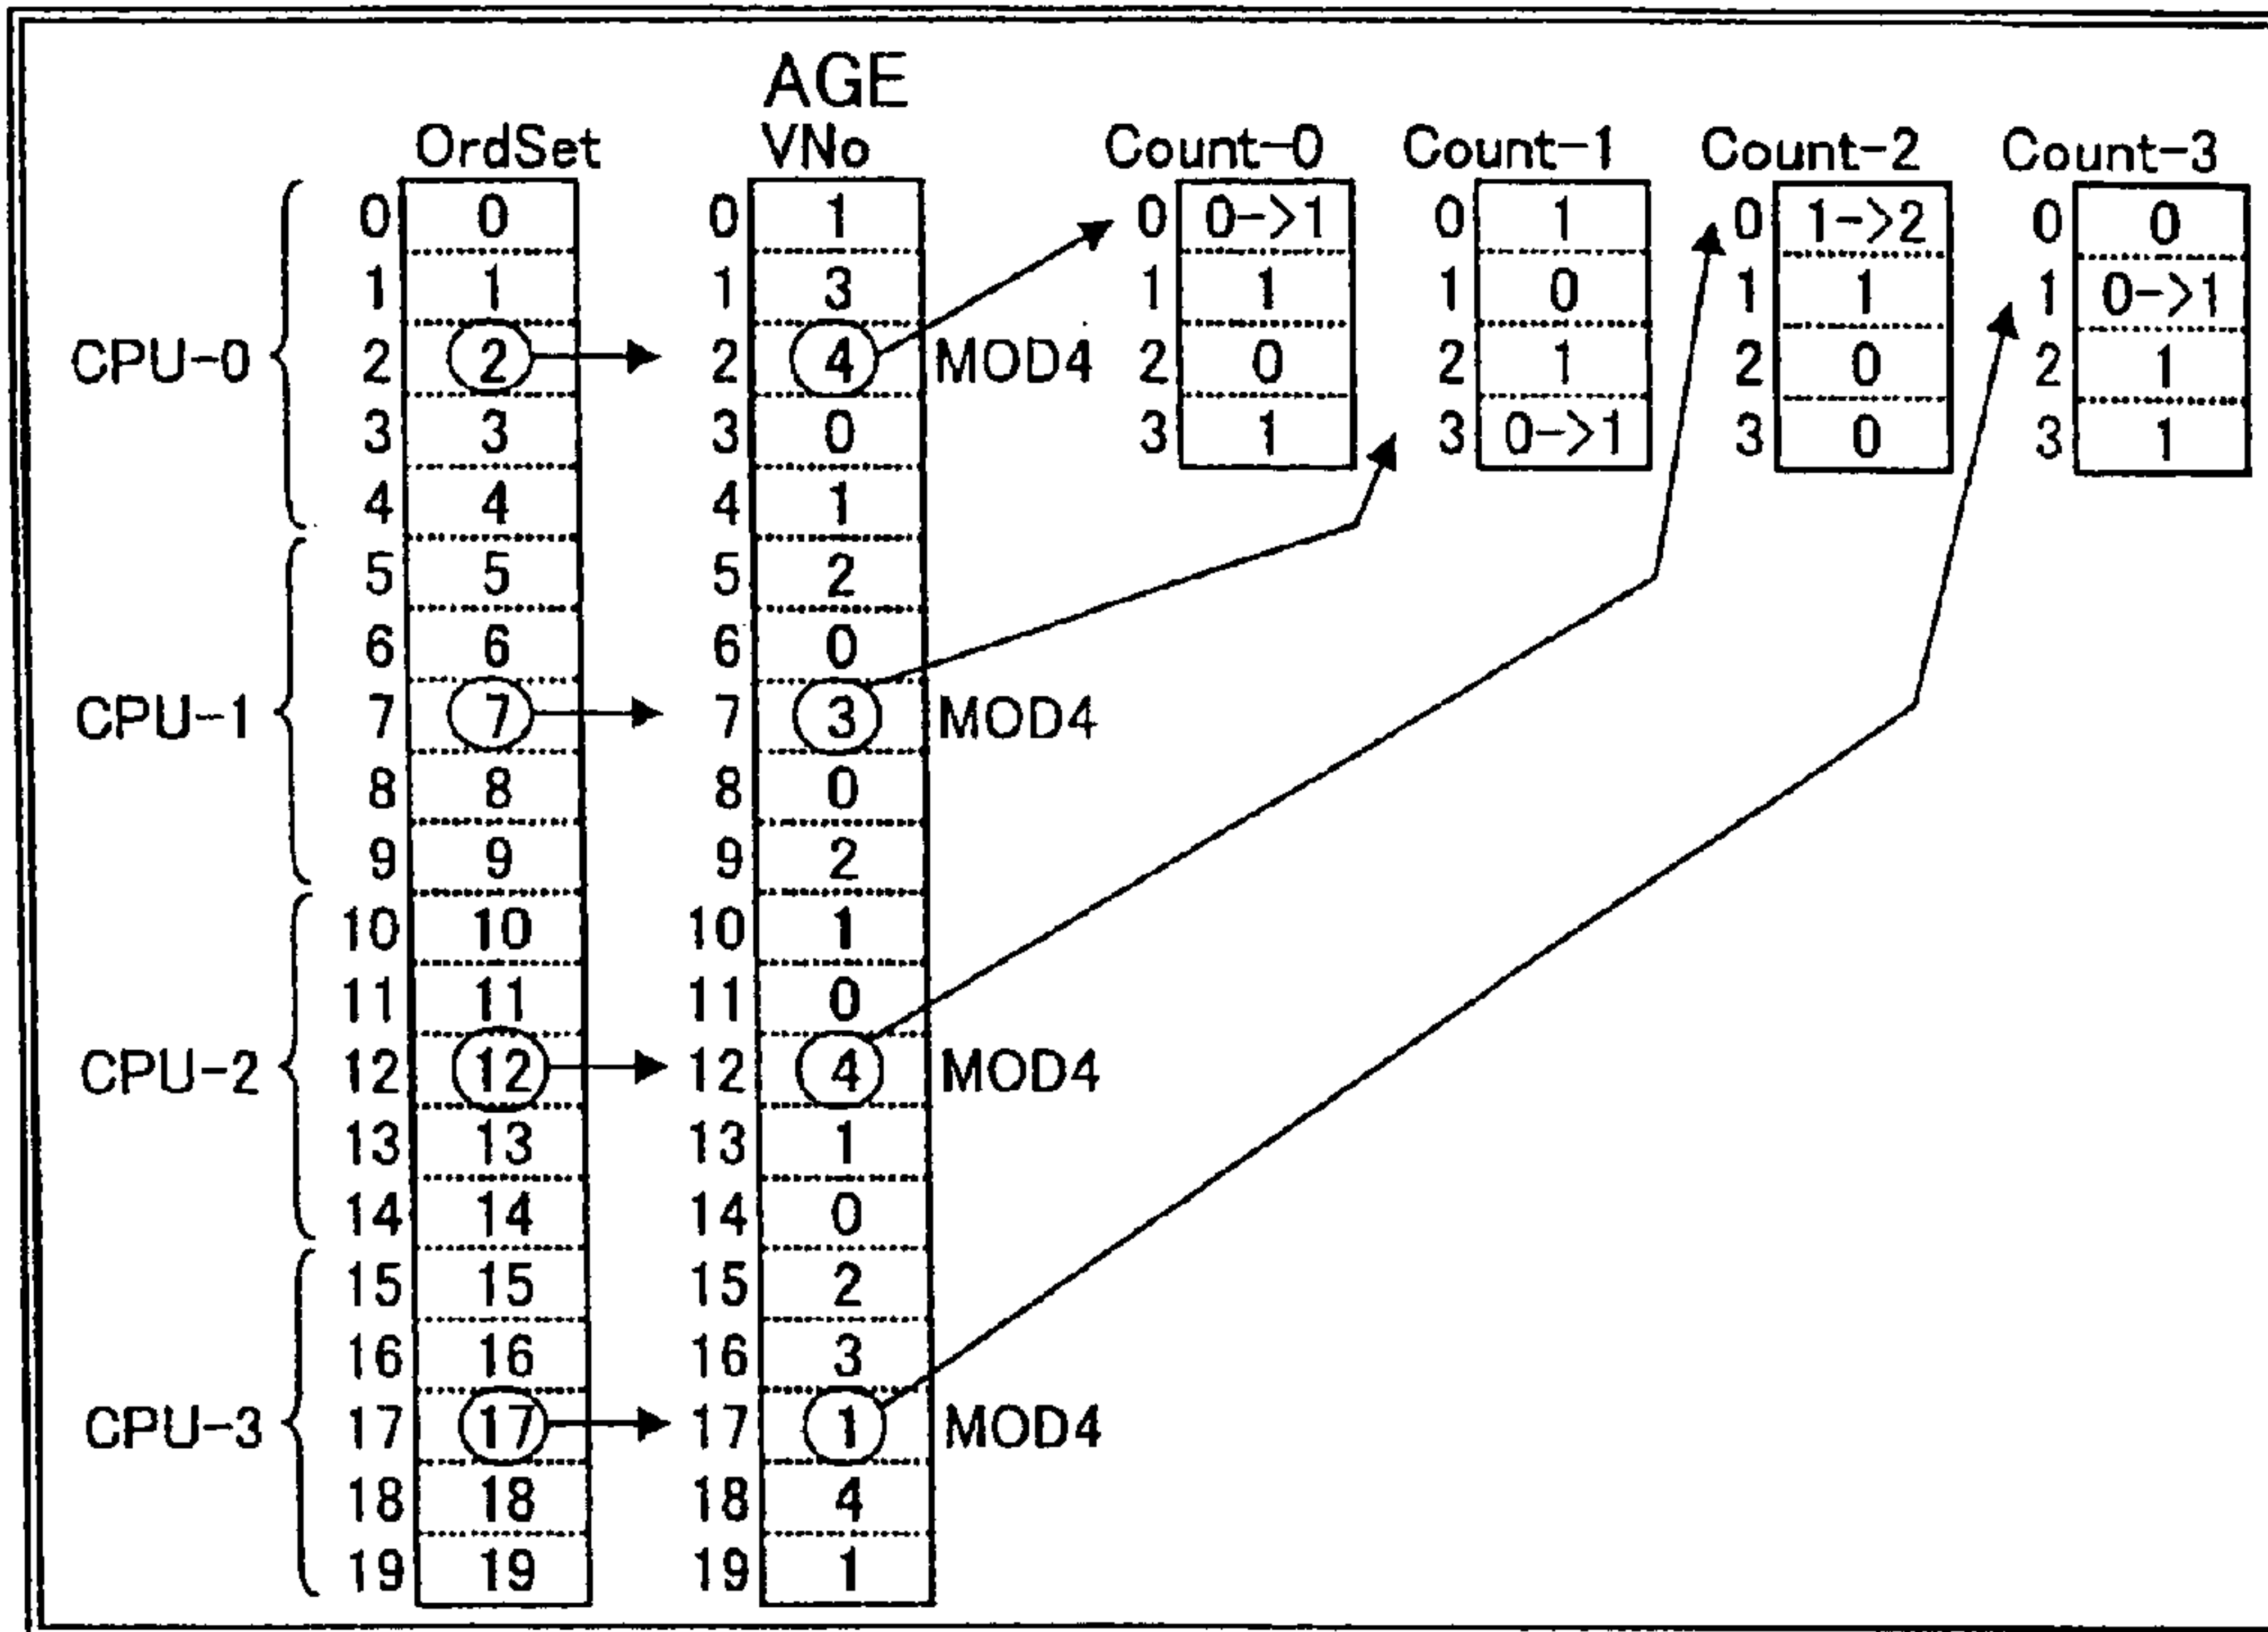 AGE
OrdSet VNo Count-0 Count-1 Count-2 Count-3
0 0 0 1 0 0->1 0 1 0 1->2 0 0
1 1 1 3 1 1 1 0 1 1 1 0->1
CPU-0 2 2 2 4 MOD4 2 0 2 1 2 0 2 1
3 3 3 0 3 1 3 0->1 3 0 3 1
4 4 4 1
5 5 5 2
6 6 6 0
CPU-1 7 7 7 3 MOD4
8 8 8 0
9 9 9 2
10 10 10 1
11 11 11 0
CPU-2 12 12 12 4 MOD4
13 13 13 1
14 14 14 0
15 15 15 2
16 16 16 3
CPU-3 17 17 17 1 MOD4
18 18 18 4
19 19 19 1